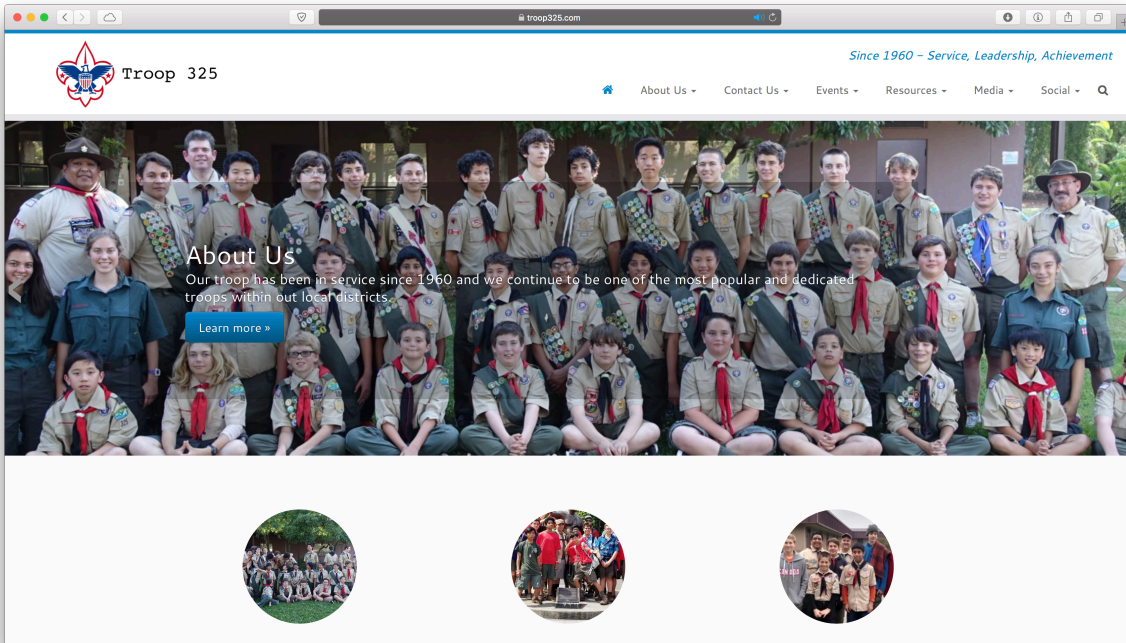 troop325.com
Since 1960 – Service, Leadership, Achievement
Troop 325
About Us
Contact Us
Events
Resources
Media
Social
About Us
Our troop has been in service since 1960 and we continue to be one of the most popular and dedicated
troops within out local districts.
Learn more »